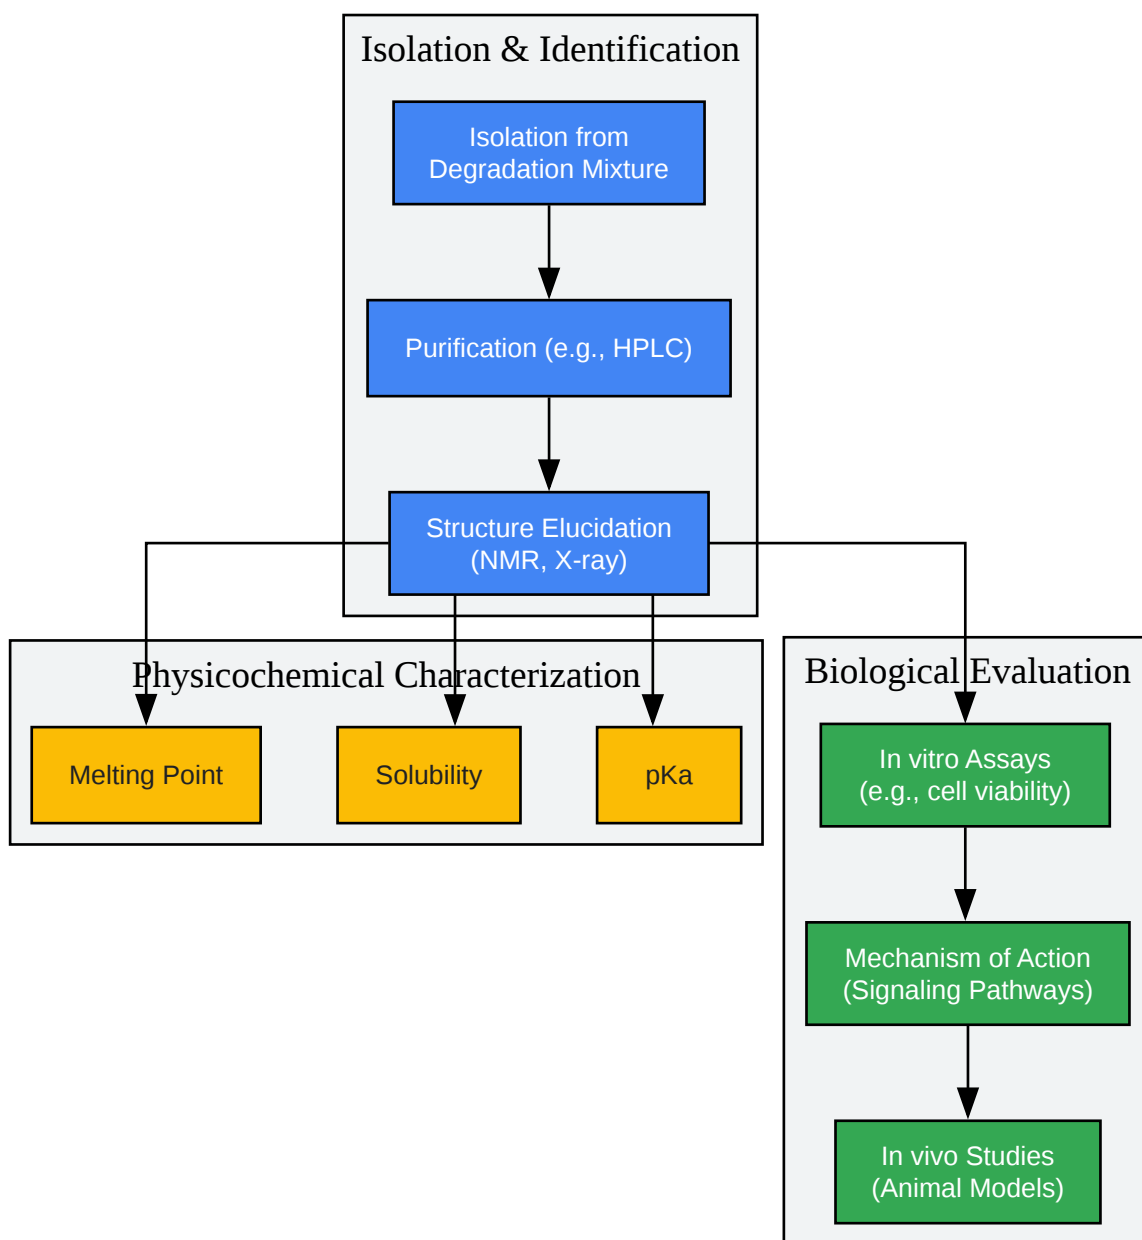 Isolation & Identification
Isolation from
Degradation Mixture
Purification (e.g., HPLC)
Structure Elucidation
(NMR, X-ray)
Physicochemical Characterization
Melting Point
Solubility
pKa
Biological Evaluation
In vitro Assays
(e.g., cell viability)
Mechanism of Action
(Signaling Pathways)
In vivo Studies
(Animal Models)